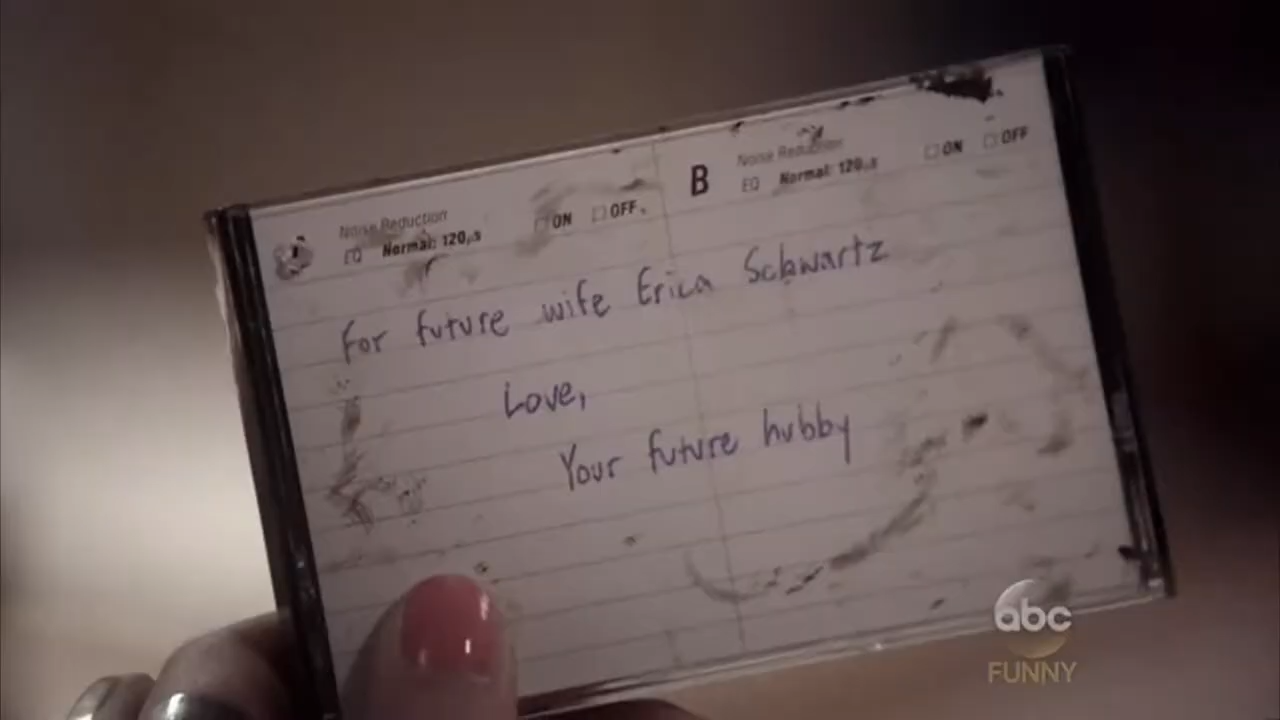 Noise Reduction
EQ Normal: 120µs ON OFF
B Noise Reduction
EQ Normal: 120µs ON OFF
For future wife Erica Schwartz
Love,
Your future hubby
abc
FUNNY